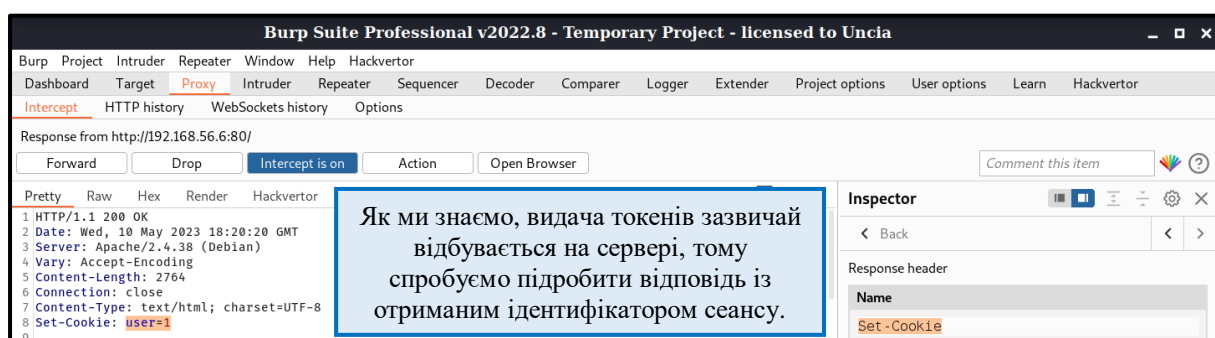 Burp Suite Professional v2022.8 - Temporary Project - licensed to Uncia
Burp Project Intruder Repeater Window Help Hackvertor
Dashboard Target Proxy Intruder Repeater Sequencer Decoder Comparer Logger Extender Project options User options Learn Hackvertor
Intercept HTTP history WebSockets history Options
Response from http://192.168.56.6:80/
Forward Drop Intercept is on Action Open Browser Comment this item
Pretty Raw Hex Render Hackvertor
1 HTTP/1.1 200 OK
2 Date: Wed, 10 May 2023 18:20:20 GMT
3 Server: Apache/2.4.38 (Debian)
4 Vary: Accept-Encoding
5 Content-Length: 2764
6 Connection: close
7 Content-Type: text/html; charset=UTF-8
8 Set-Cookie: user=1
9
Як ми знаємо, видача токенів зазвичай
відбувається на сервері, тому
спробуємо підробити відповідь із
отриманим ідентифікатором сеансу.
Inspector
Back
Response header
Name
Set-Cookie